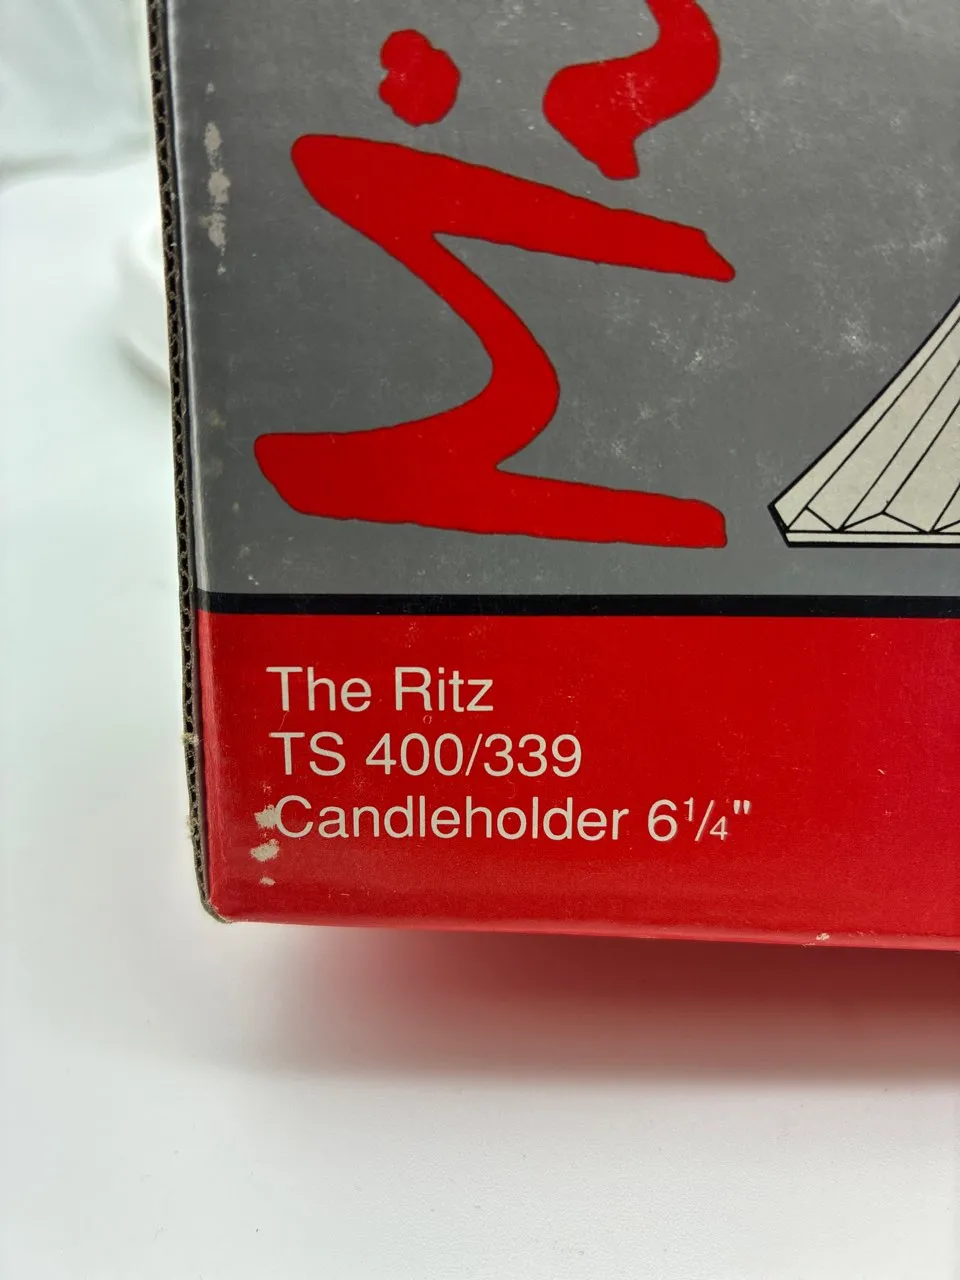 The Ritz
TS 400/339
Candleholder 6¼"